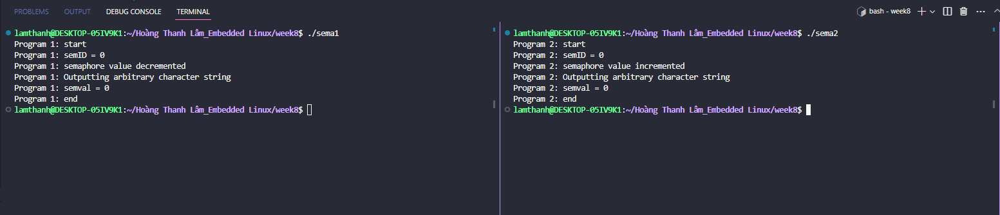 PROBLEMS OUTPUT DEBUG CONSOLE TERMINAL bash - week8
lamthanh@DESKTOP-05IV9K1:~/Hoàng Thanh Lâm_Embedded Linux/week8$ ./sema1
Program 1: start
Program 1: semID = 0
Program 1: semaphore value decremented
Program 1: Outputting arbitrary character string
Program 1: semval = 0
Program 1: end
lamthanh@DESKTOP-05IV9K1:~/Hoàng Thanh Lâm_Embedded Linux/week8$
lamthanh@DESKTOP-05IV9K1:~/Hoàng Thanh Lâm_Embedded Linux/week8$ ./sema2
Program 2: start
Program 2: semID = 0
Program 2: semaphore value incremented
Program 2: Outputting arbitrary character string
Program 2: semval = 0
Program 2: end
lamthanh@DESKTOP-05IV9K1:~/Hoàng Thanh Lâm_Embedded Linux/week8$